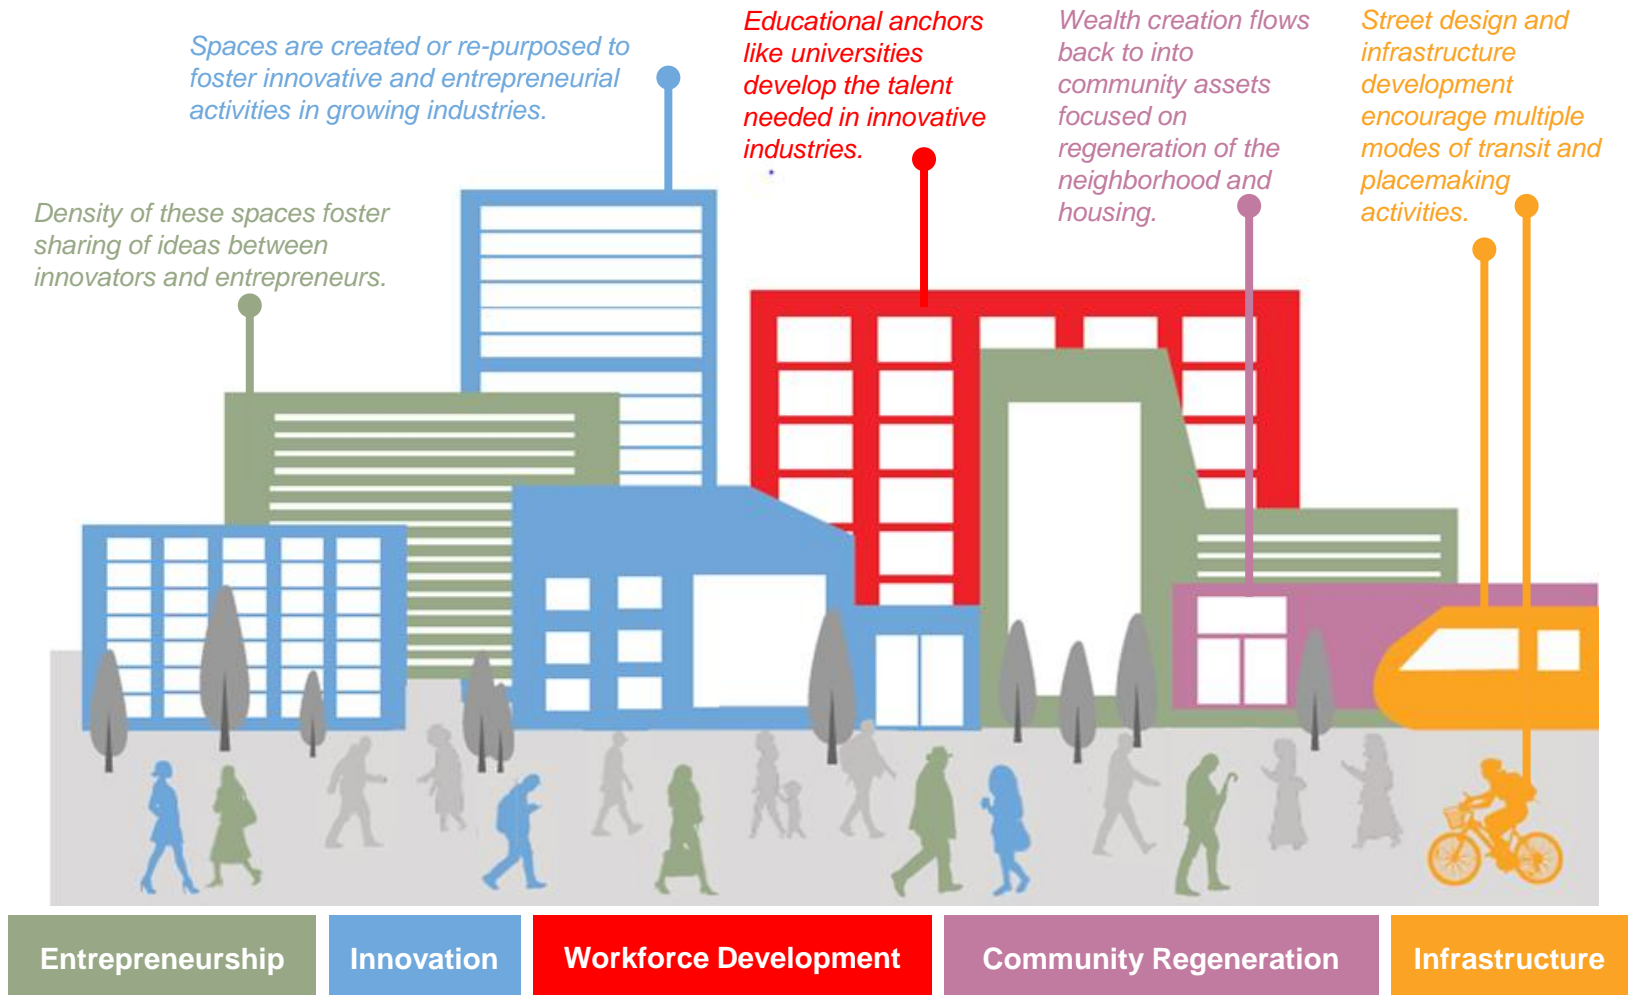 Spaces are created or re-purposed to
foster innovative and entrepreneurial
activities in growing industries.
Educational anchors
like universities
develop the talent
needed in innovative
industries.
Wealth creation flows
back to into
community assets
focused on
regeneration of the
neighborhood and
housing.
Street design and
infrastructure
development
encourage multiple
modes of transit and
placemaking
activities.
Density of these spaces foster
sharing of ideas between
innovators and entrepreneurs.
Entrepreneurship
Innovation
Workforce Development
Community Regeneration
Infrastructure